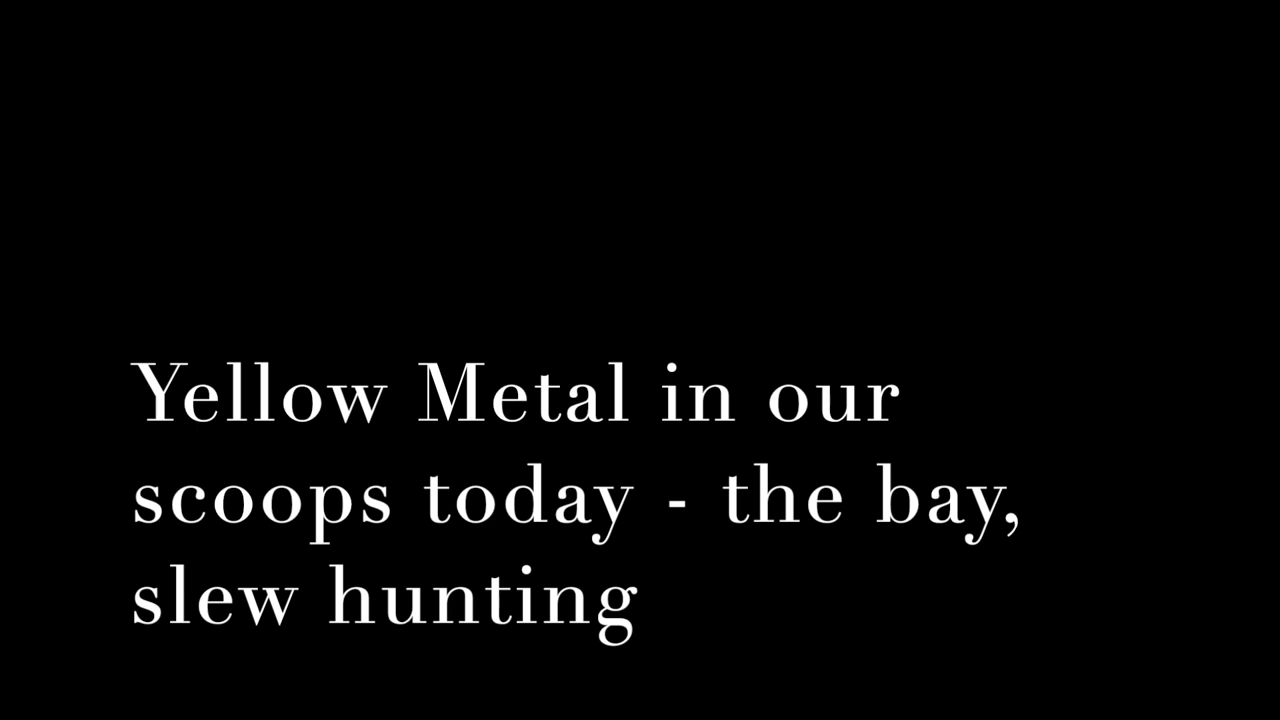 Yellow Metal in our
scoops today - the bay,
slew hunting